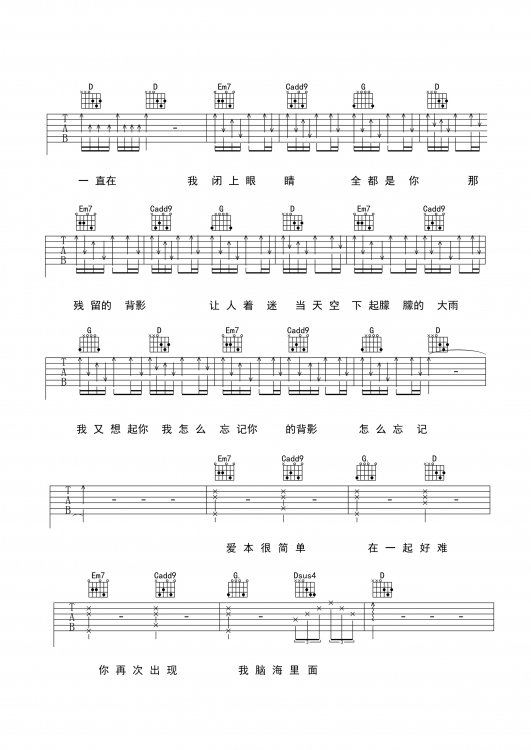 D D Em7 Cadd9 G D
T
A
B
一 直在 我 闭 上 眼 睛 全 都 是 你 那
Em7 Cadd9 G D Em7 Cadd9
T
A
B
残 留的 背影 让 人 着 迷 当 天 空 下 起朦 朦的 大雨
G D Em7 Cadd9 G D
T
A
B
我 又 想 起你 我 怎 么 忘 记你 的背影 怎 么 忘 记
Em7 Cadd9 G D
T
A
B
爱 本 很 简 单 在 一 起 好 难
Em7 Cadd9 G Dsus4 D
T
A
B
3 3
你 再 次 出 现 我 脑 海 里 面